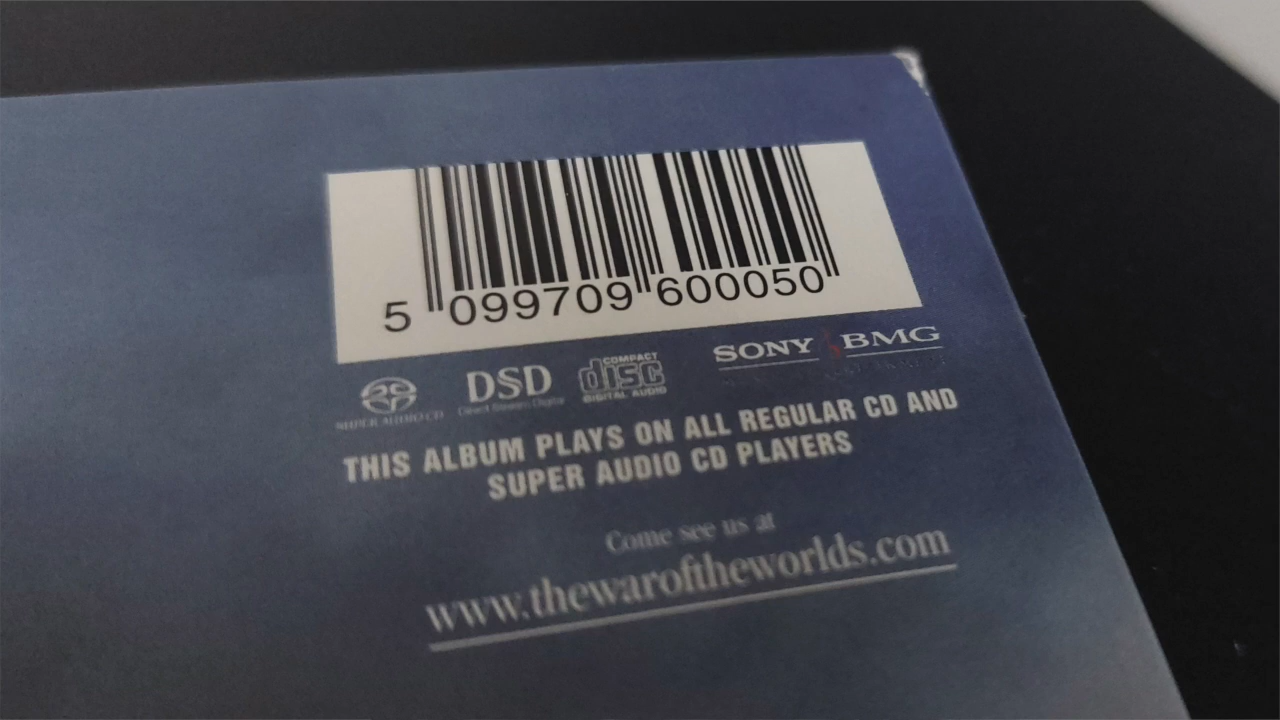 5 099709 600050
SUPER AUDIO CD
DSD
Direct Stream Digital
COMPACT
disc
DIGITAL AUDIO
SONY BMG
THIS ALBUM PLAYS ON ALL REGULAR CD AND
SUPER AUDIO CD PLAYERS
Come see us at
www.thewaroftheworlds.com